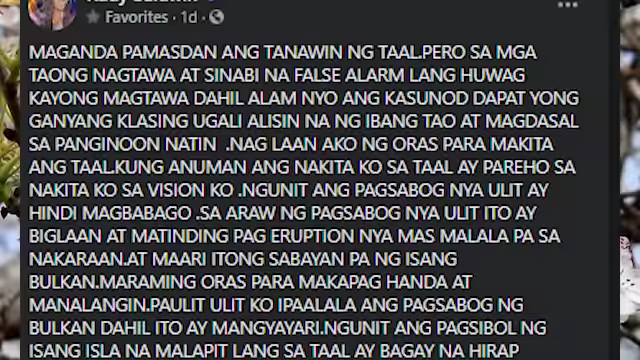 Favorites · 1d ·
MAGANDA PAMASDAN ANG TANAWIN NG TAAL.PERO SA MGA
TAONG NAGTAWA AT SINABI NA FALSE ALARM LANG HUWAG
KAYONG MAGTAWA DAHIL ALAM NYO ANG KASUNOD DAPAT YONG
GANYANG KLASING UGALI ALISIN NA NG IBANG TAO AT MAGDASAL
SA PANGINOON NATIN .NAG LAAN AKO NG ORAS PARA MAKITA
ANG TAAL.KUNG ANUMAN ANG NAKITA KO SA TAAL AY PAREHO SA
NAKITA KO SA VISION KO .NGUNIT ANG PAGSABOG NYA ULIT AY
HINDI MAGBABAGO .SA ARAW NG PAGSABOG NYA ULIT ITO AY
BIGLAAN AT MATINDING PAG ERUPTION NYA MAS MALALA PA SA
NAKARAAN.AT MAARI ITONG SABAYAN PA NG ISANG
BULKAN.MARAMING ORAS PARA MAKAPAG HANDA AT
MANALANGIN.PAULIT ULIT KO IPAALALA ANG PAGSABOG NG
BULKAN DAHIL ITO AY MANGYAYARI.NGUNIT ANG PAGSIBOL NG
ISANG ISLA NA MALAPIT LANG SA TAAL AY BAGAY NA HIRAP